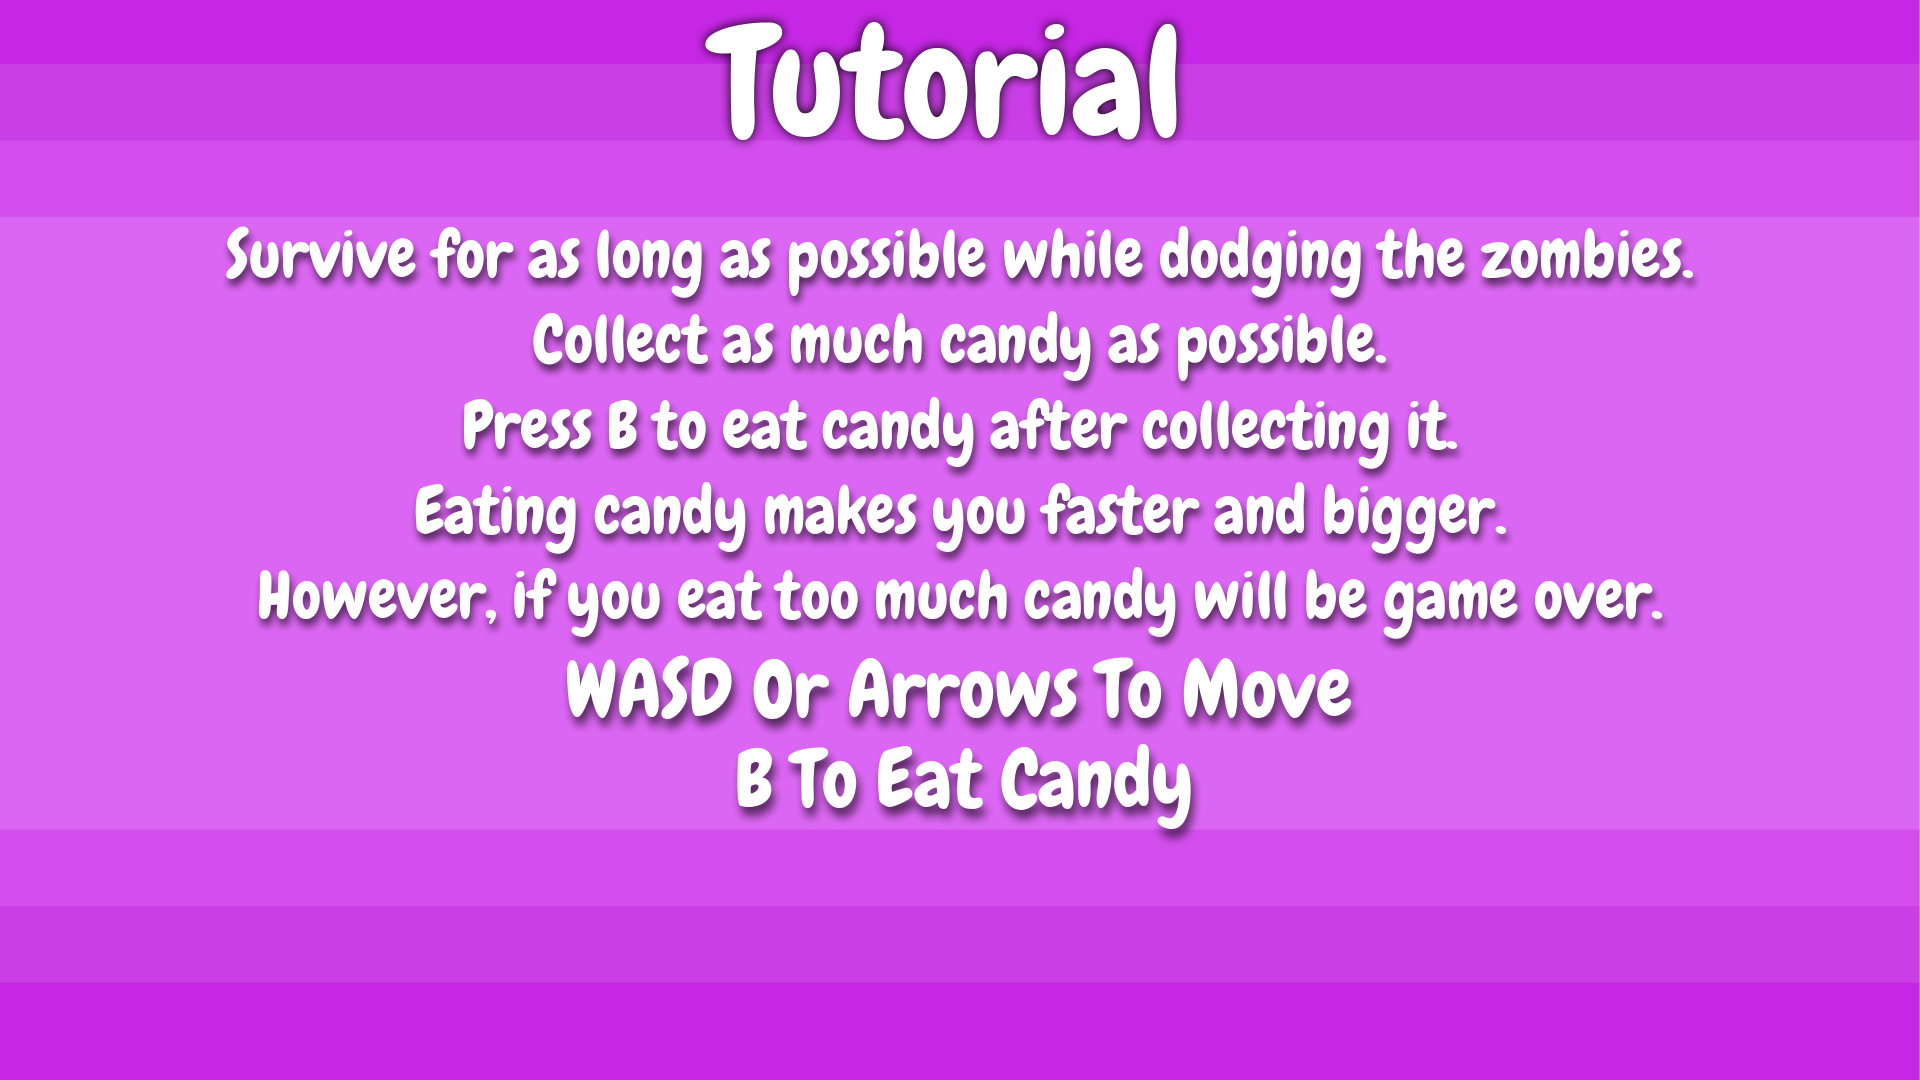 Tutorial
Survive for as long as possible while dodging the zombies.
Collect as much candy as possible.
Press B to eat candy after collecting it.
Eating candy makes you faster and bigger.
However, if you eat too much candy will be game over.
WASD Or Arrows To Move
B To Eat Candy